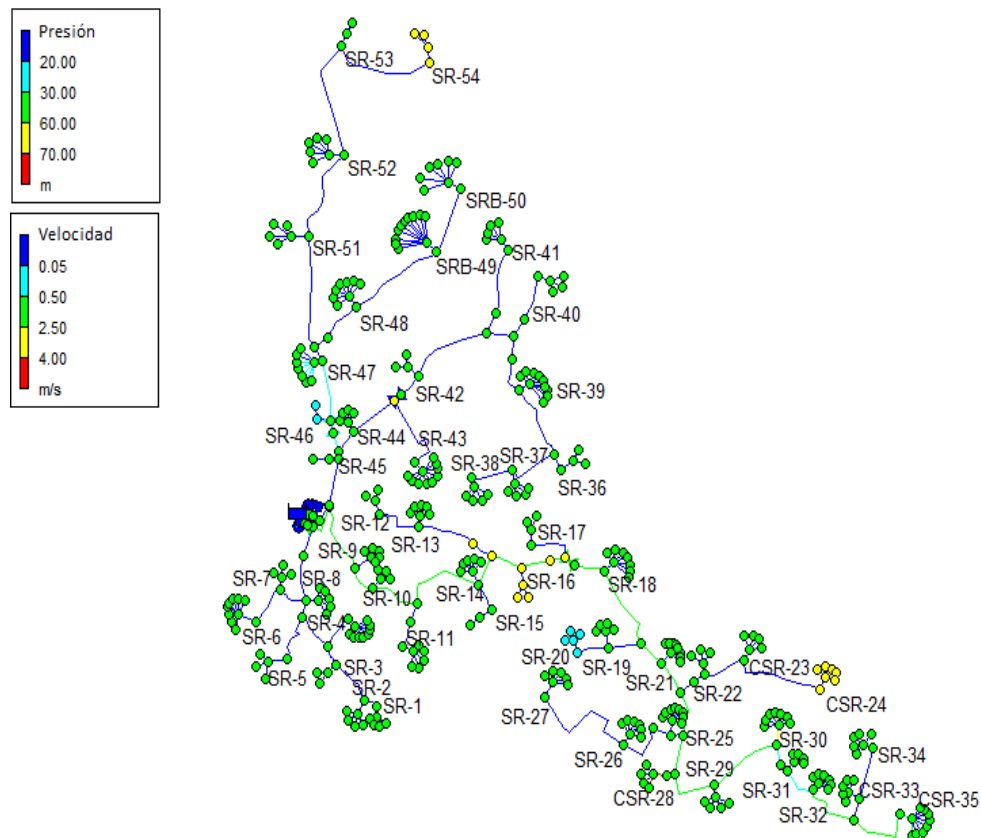 Presión
20.00
30.00
60.00
70.00
m
Velocidad
0.05
0.50
2.50
4.00
m/s
SR-53
SR-54
SR-52
SRB-50
SR-51
SRB-49
SR-41
SR-48
SR-40
SR-47
SR-42
SR-39
SR-46
SR-44
SR-43
SR-45
SR-38
SR-37
SR-36
SR-12
SR-13
SR-17
SR-9
SR-7
SR-8
SR-10
SR-14
SR-16
SR-18
SR-6
SR-4
SR-11
SR-15
SR-5
SR-3
SR-20
SR-19
SR-21
CSR-23
SR-2
SR-22
SR-1
CSR-24
SR-27
SR-25
SR-26
SR-30
SR-34
SR-29
CSR-28
SR-31
CSR-33
CSR-35
SR-32